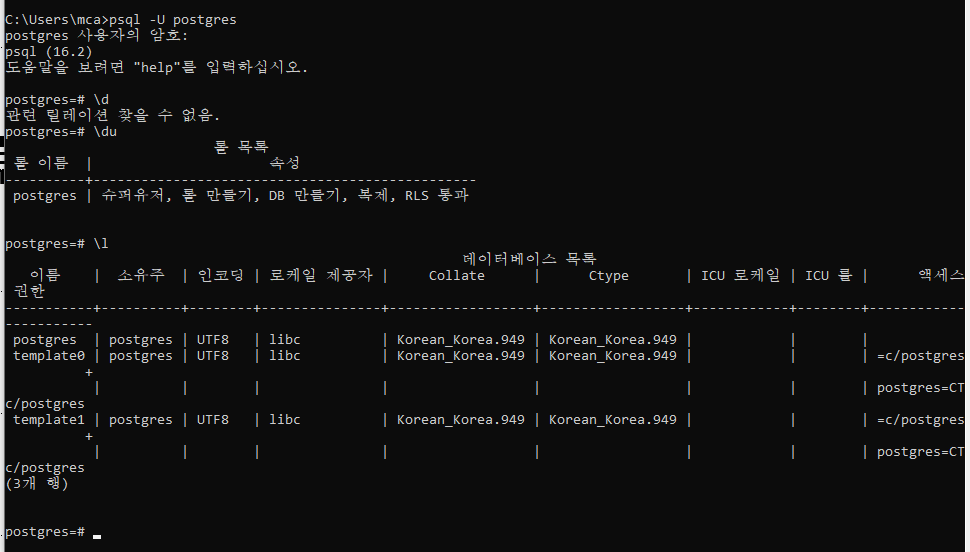 C:\Users\mca>psql -U postgres
postgres 사용자의 암호:
psql (16.2)
도움말을 보려면 "help"를 입력하십시오.
postgres=# \d
관련 릴레이션 찾을 수 없음.
postgres=# \du
롤 목록
롤 이름 | 속성
----------+------------------------------------------------
postgres | 슈퍼유저, 롤 만들기, DB 만들기, 복제, RLS 통과
postgres=# \l
데이터베이스 목록
이름 | 소유주 | 인코딩 | 로케일 제공자 | Collate | Ctype | ICU 로케일 | ICU 룰 | 액세스
권한
-----------+----------+--------+---------------+------------------+------------------+------------+---------+------------
-----------
postgres | postgres | UTF8 | libc | Korean_Korea.949 | Korean_Korea.949 | | |
template0 | postgres | UTF8 | libc | Korean_Korea.949 | Korean_Korea.949 | | | =c/postgres
+
| | | | | | | | postgres=CT
c/postgres
template1 | postgres | UTF8 | libc | Korean_Korea.949 | Korean_Korea.949 | | | =c/postgres
+
| | | | | | | | postgres=CT
c/postgres
(3개 행)
postgres=#